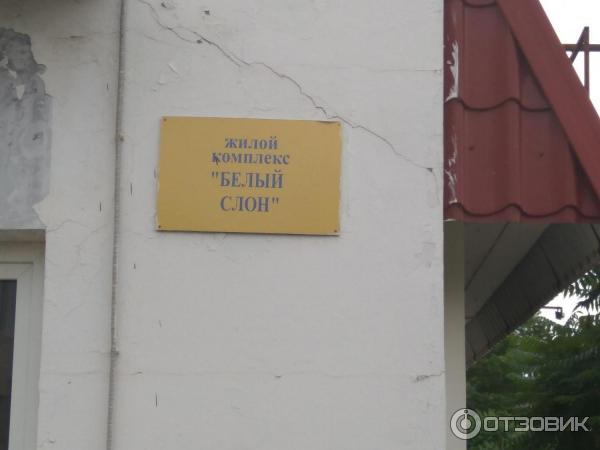 жилой
комплекс
"БЕЛЫЙ
СЛОН"
ОТЗОВИК